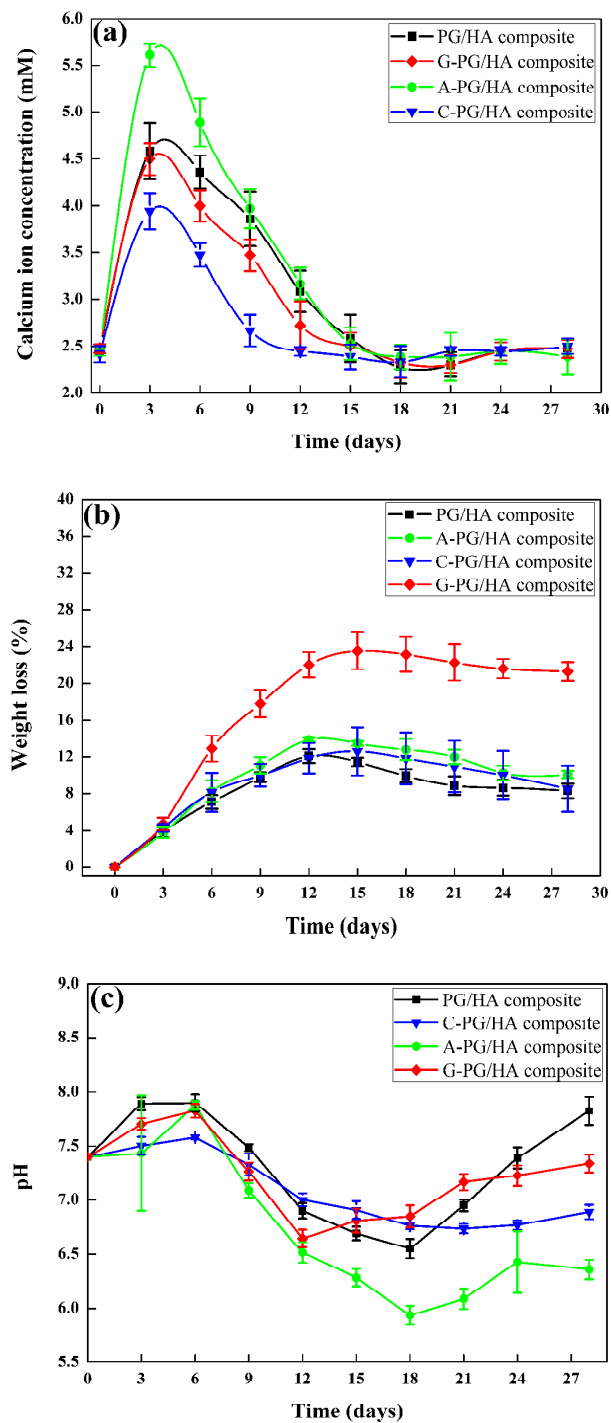 (a)
PG/HA composite
G-PG/HA composite
A-PG/HA composite
C-PG/HA composite
Calcium ion concentration (mM)
6.0
5.5
5.0
4.5
4.0
3.5
3.0
2.5
2.0
0 3 6 9 12 15 18 21 24 27 30
Time (days)
(b)
PG/HA composite
A-PG/HA composite
C-PG/HA composite
G-PG/HA composite
Weight loss (%)
40
36
32
28
24
20
16
12
8
4
0
0 3 6 9 12 15 18 21 24 27 30
Time (days)
(c)
PG/HA composite
C-PG/HA composite
A-PG/HA composite
G-PG/HA composite
pH
9.0
8.5
8.0
7.5
7.0
6.5
6.0
5.5
0 3 6 9 12 15 18 21 24 27
Time (days)